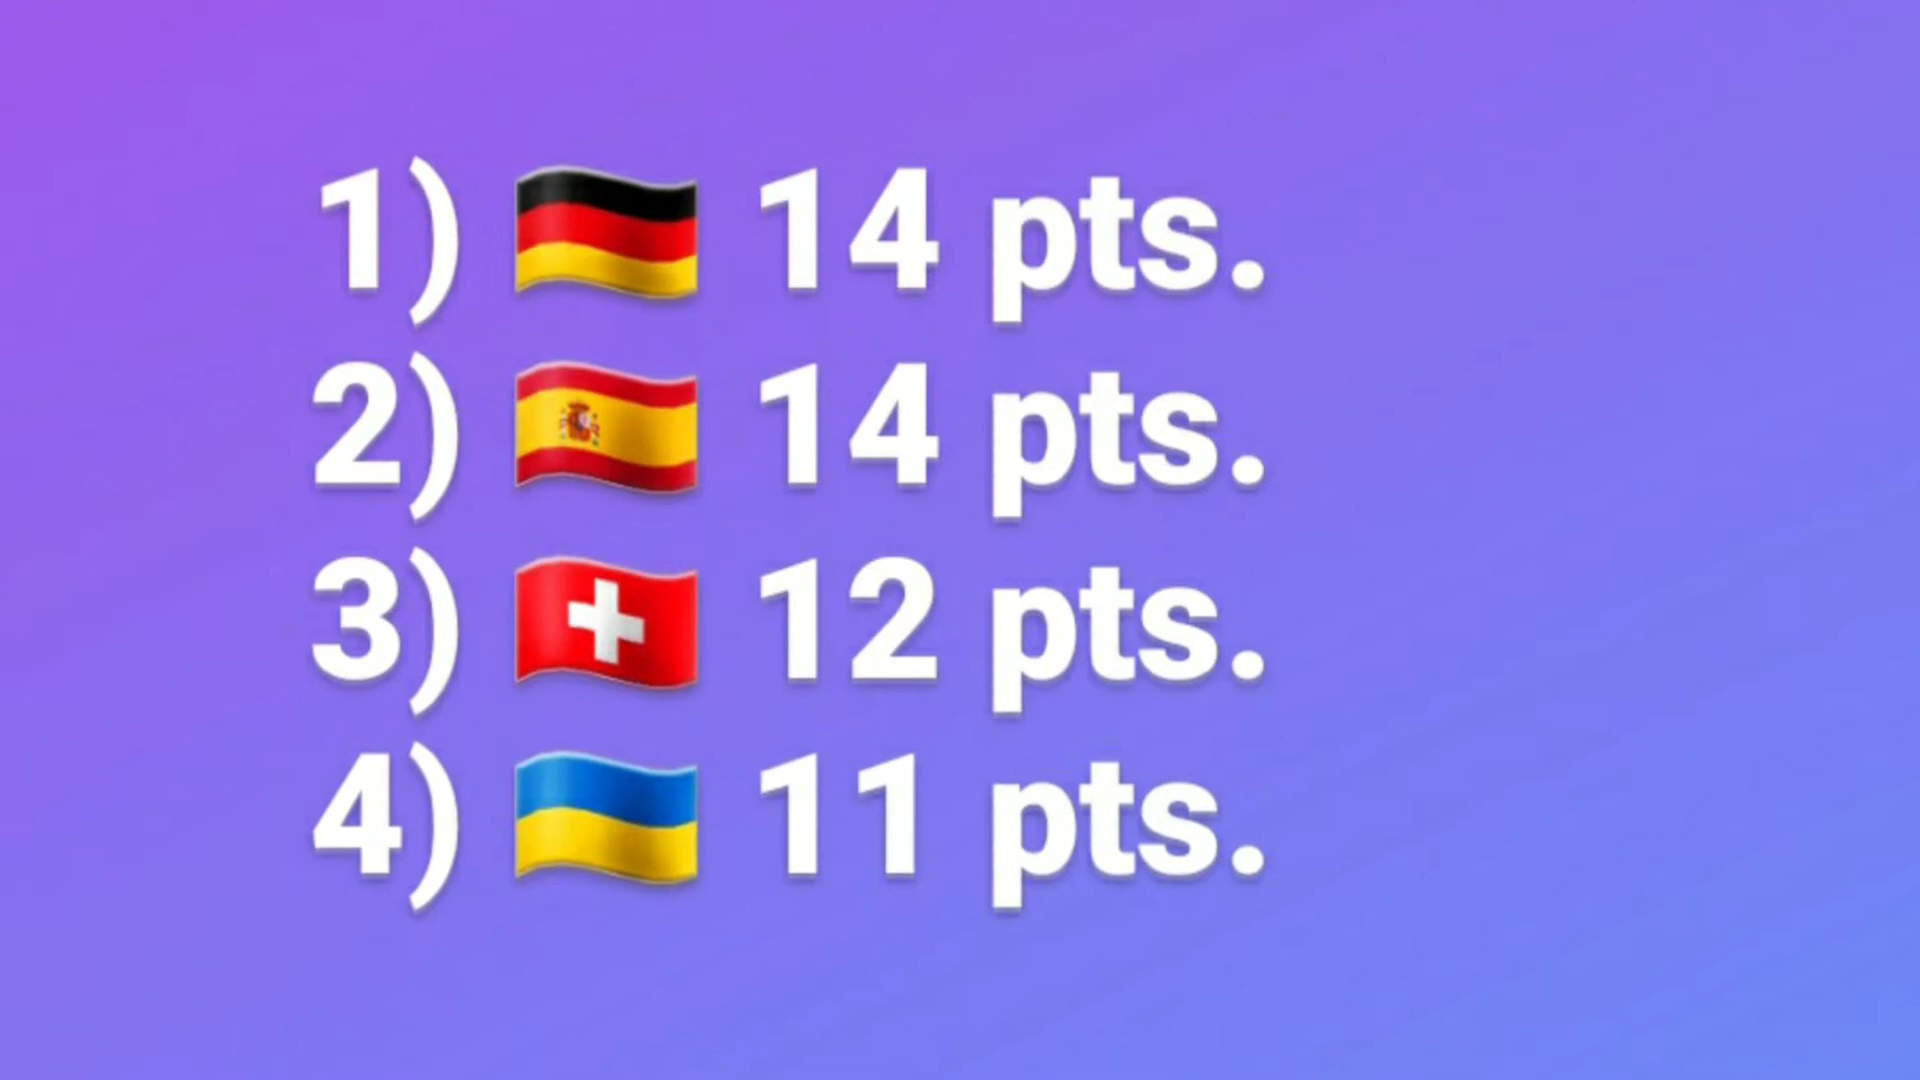 1) 🇩🇪 14 pts.
2) 🇪🇸 14 pts.
3) 🇨🇭 12 pts.
4) 🇺🇦 11 pts.